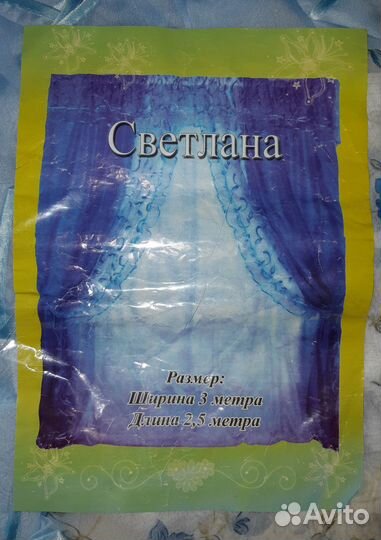 Светлана
Размер:
Ширина 3 метра
Длина 2,5 метра
Avito